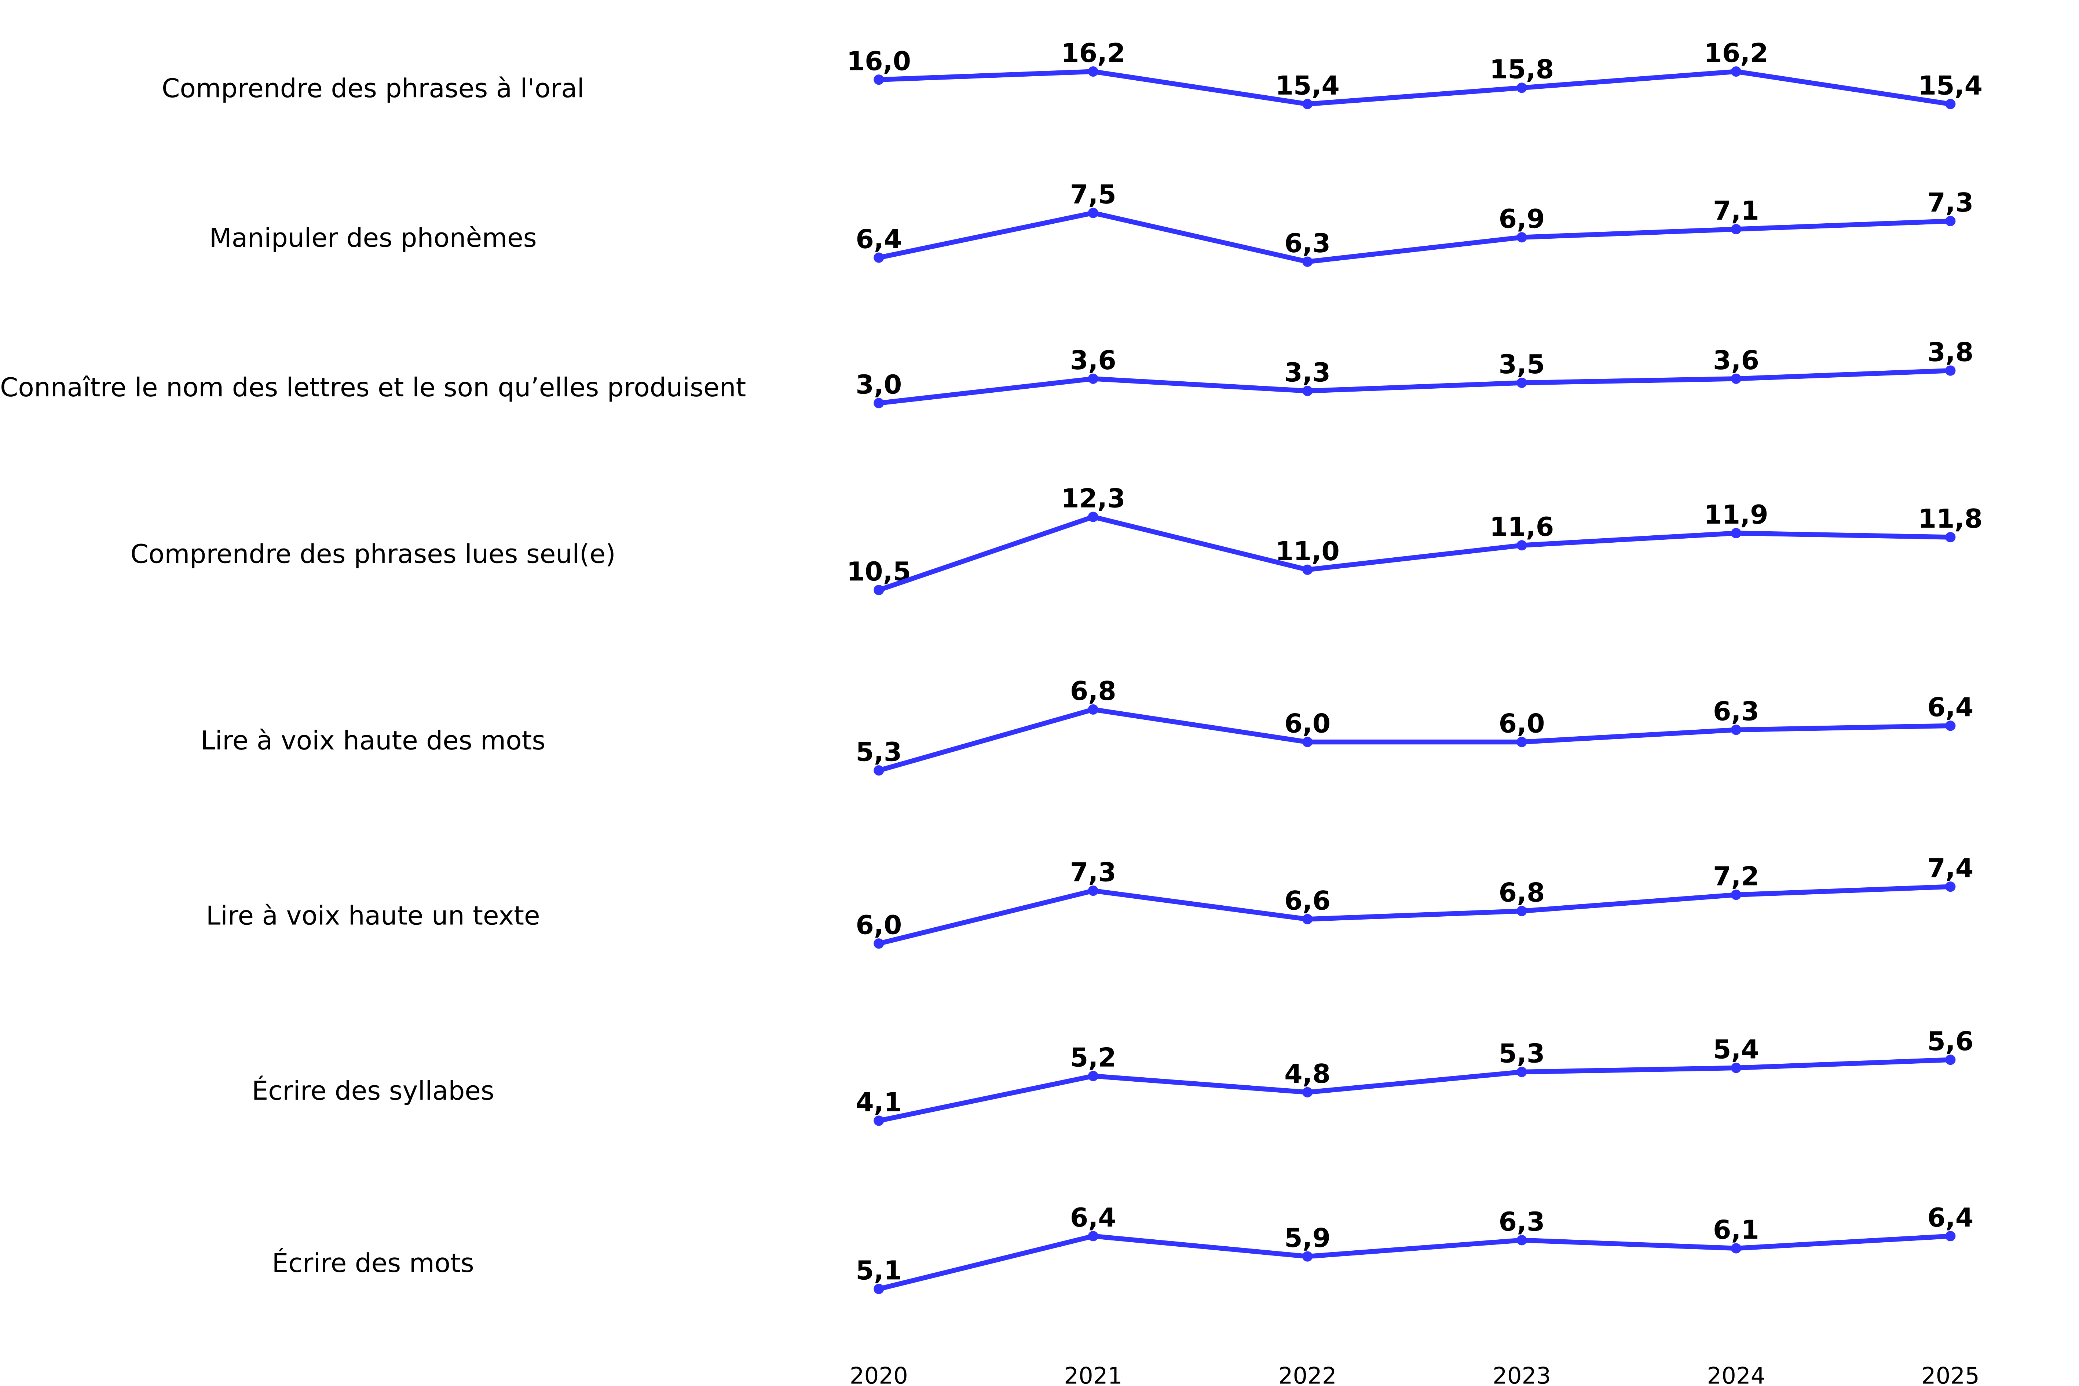 Comprendre des phrases à l'oral
16,0 16,2 15,4 15,8 16,2 15,4
Manipuler des phonèmes
6,4 7,5 6,3 6,9 7,1 7,3
Connaître le nom des lettres et le son qu’elles produisent
3,0 3,6 3,3 3,5 3,6 3,8
Comprendre des phrases lues seul(e)
10,5 12,3 11,0 11,6 11,9 11,8
Lire à voix haute des mots
5,3 6,8 6,0 6,0 6,3 6,4
Lire à voix haute un texte
6,0 7,3 6,6 6,8 7,2 7,4
Écrire des syllabes
4,1 5,2 4,8 5,3 5,4 5,6
Écrire des mots
5,1 6,4 5,9 6,3 6,1 6,4
2020 2021 2022 2023 2024 2025